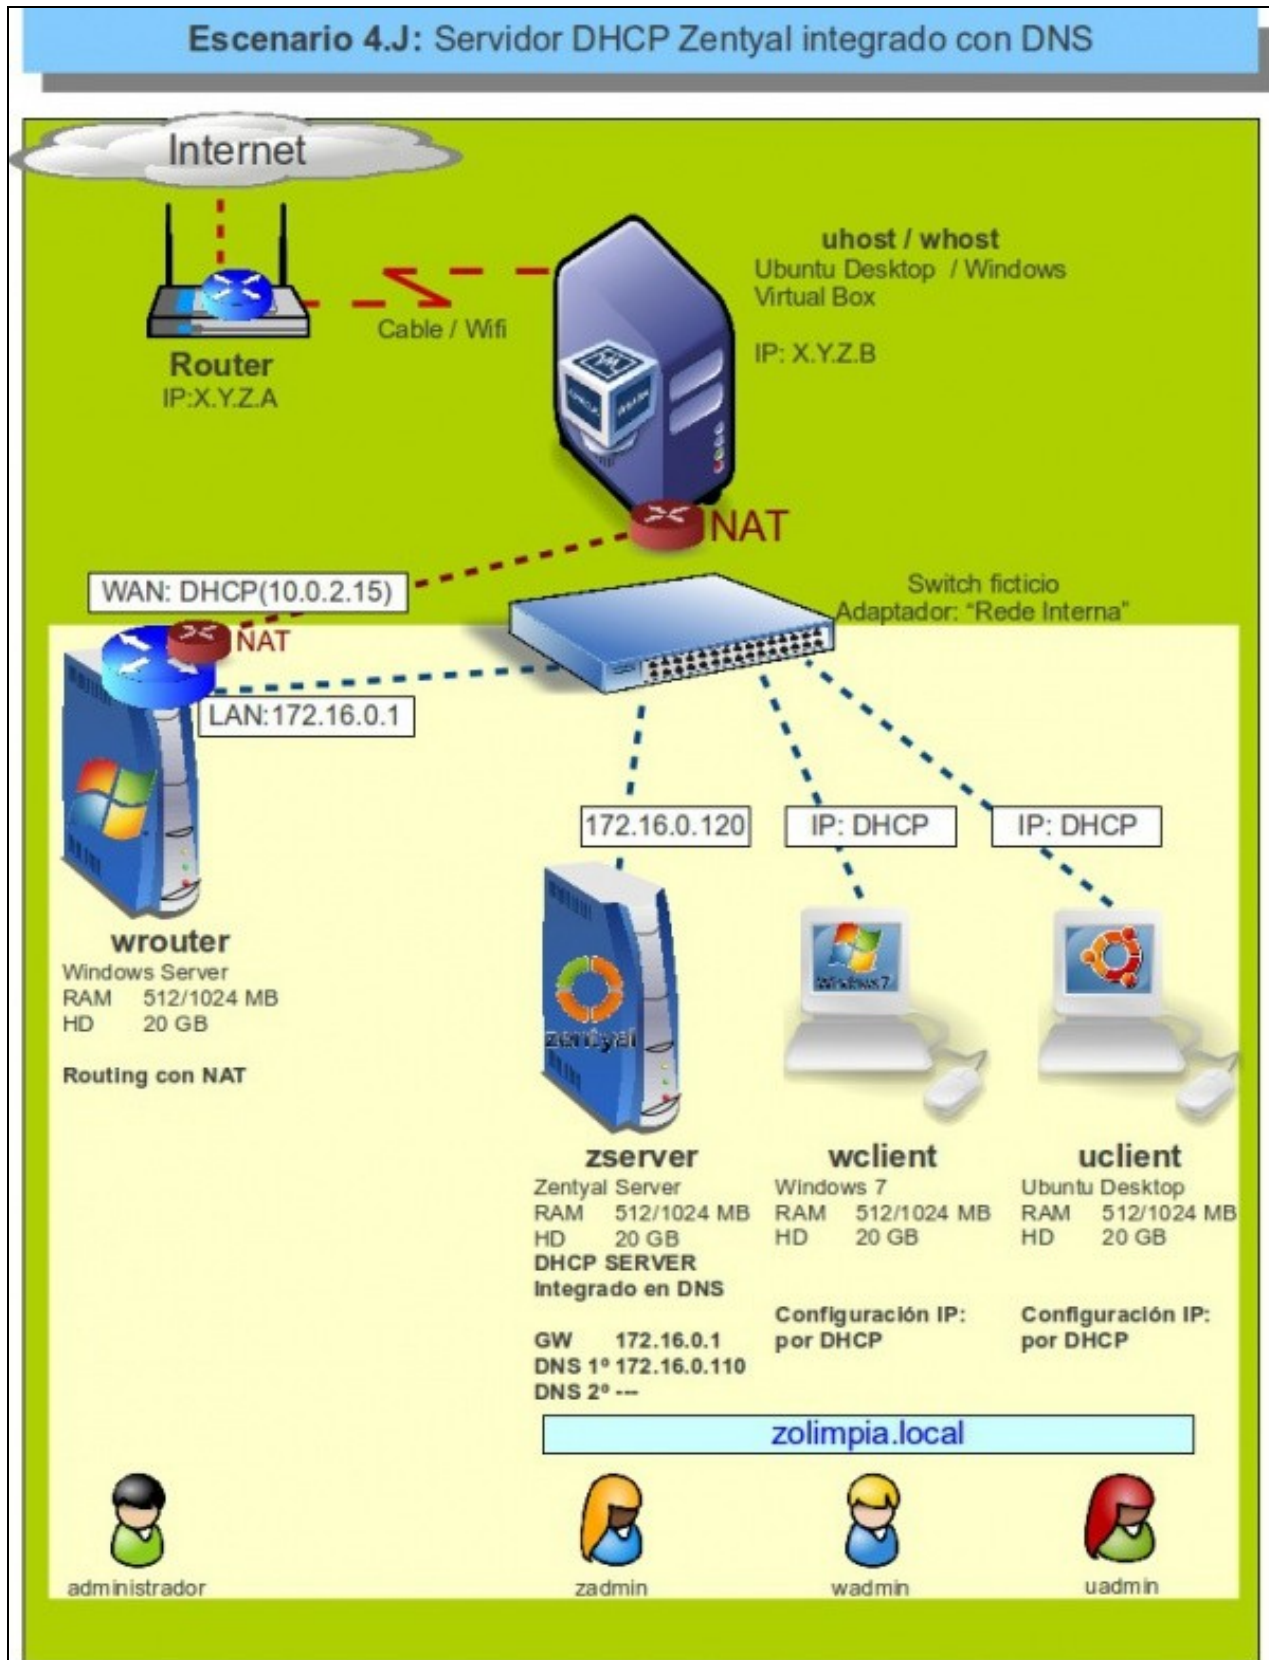 Escenario 4.J: Servidor DHCP Zentyal integrado con DNS
Internet
uhost / whost
Ubuntu Desktop / Windows
Virtual Box
IP: X.Y.Z.B
Cable / Wifi
Router
IP:X.Y.Z.A
NAT
WAN: DHCP(10.0.2.15)
Switch ficticio
Adaptador: “Rede Interna”
NAT
LAN:172.16.0.1
172.16.0.120
IP: DHCP
IP: DHCP
wrouter
Windows Server
RAM 512/1024 MB
HD 20 GB
Routing con NAT
Windows 7
zentyal
zserver
Zentyal Server
RAM 512/1024 MB
HD 20 GB
DHCP SERVER
Integrado en DNS
GW 172.16.0.1
DNS 1º 172.16.0.110
DNS 2º ---
wclient
Windows 7
RAM 512/1024 MB
HD 20 GB
Configuración IP:
por DHCP
uclient
Ubuntu Desktop
RAM 512/1024 MB
HD 20 GB
Configuración IP:
por DHCP
zolimpia.local
administrador
zadmin
wadmin
uadmin